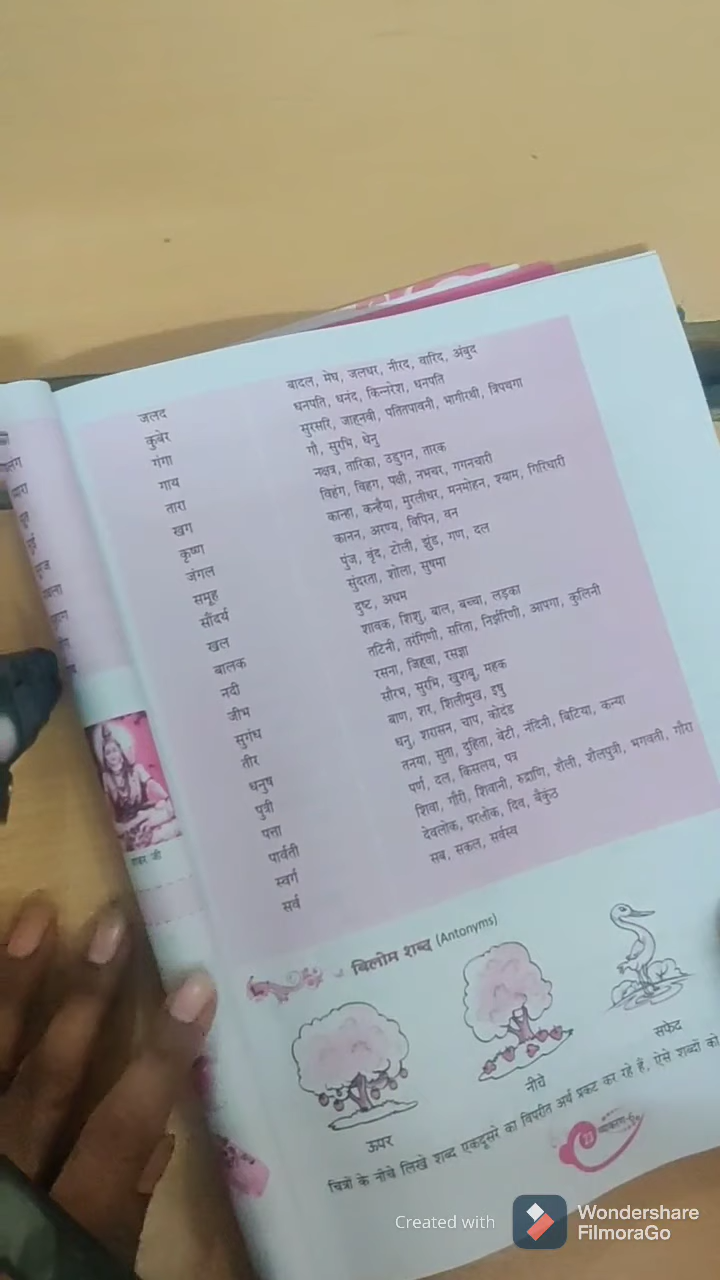 जलद बादल, मेघ, जलधर, नीरद, वारिद, अंबुद
कुबेर धनपति, धनंद, किन्नरेश, धनपति
गंगा सुरसरि, जाहनवी, पतितपावनी, भागीरथी, त्रिपथगा
गाय गौ, सुरभि, धेनु
तारा नक्षत्र, तारिका, उडुगन, तारक
खग विहंग, विहग, पक्षी, नभचर, गगनचारी
कृष्ण कान्हा, कन्हैया, मुरलीधर, मनमोहन, श्याम, गिरिधारी
जंगल कानन, अरण्य, विपिन, वन
समूह पुंज, वृंद, टोली, झुंड, गण, दल
सौंदर्य सुंदरता, शोला, सुषमा
खल दुष्ट, अधम
बालक शावक, शिशु, बाल, बच्चा, लड़का
नदी तटिनी, तरंगिणी, सरिता, निर्झरिणी, आपगा, कुलिनी
जीभ रसना, जिह्वा, रसज्ञा
सुगंध सौरभ, सुरभि, खुशबू, महक
तीर बाण, शर, शिलीमुख, इषु
धनुष धनु, शरासन, चाप, कोदंड
पुत्री तनया, सुता, दुहिता, बेटी, नंदिनी, बिटिया, कन्या
पत्ता पर्ण, दल, किसलय, पत्र
पार्वती शिवा, गौरी, शिवानी, रुद्राणि, शैली, शैलपुत्री, भगवती, गौरा
स्वर्ग देवलोक, परलोक, दिव, बैकुंठ
सर्व सब, सकल, सर्वस्व
शंकर जी
विलोम शब्द (Antonyms)
ऊपर
नीचे
सफेद
चित्रों के नीचे लिखे शब्द एकदूसरे का विपरीत अर्थ प्रकट कर रहे हैं, ऐसे शब्दों को
Created with Wondershare
FilmoraGo